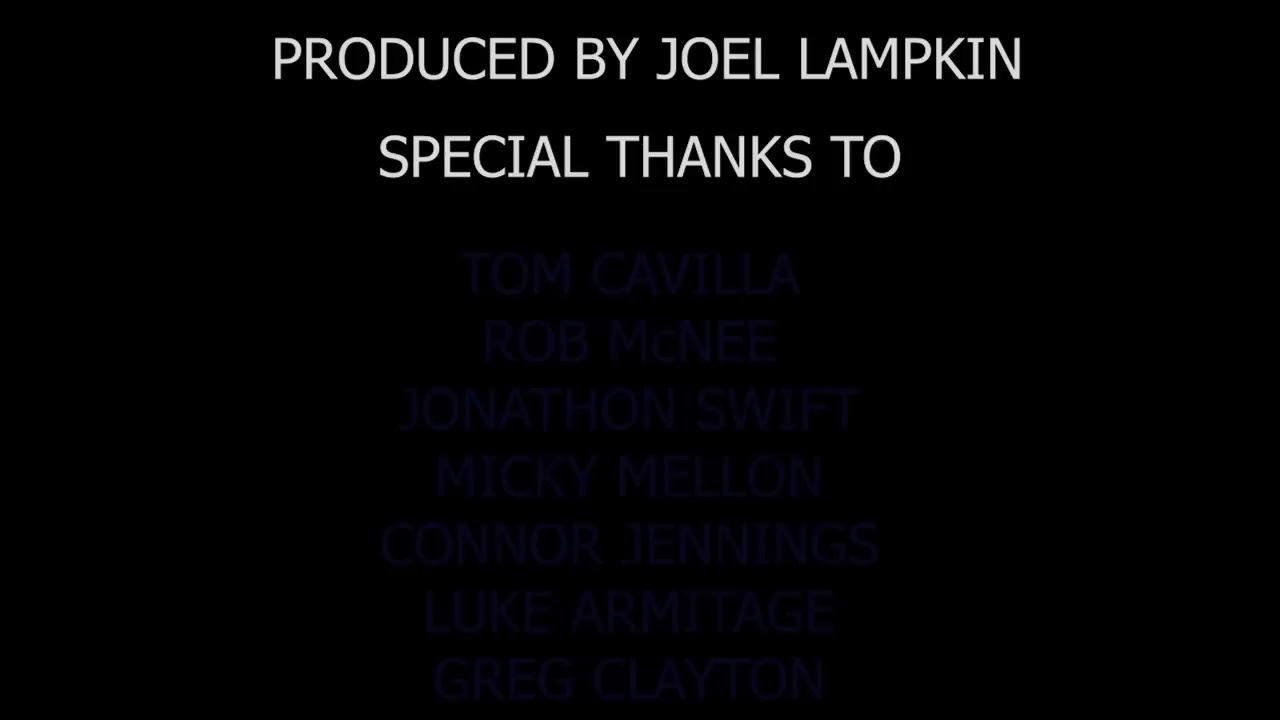 PRODUCED BY JOEL LAMPKIN
SPECIAL THANKS TO
TOM CAVILLA
ROB McNEE
JONATHON SWIFT
MICKY MELLON
CONNOR JENNINGS
LUKE ARMITAGE
GREG CLAYTON